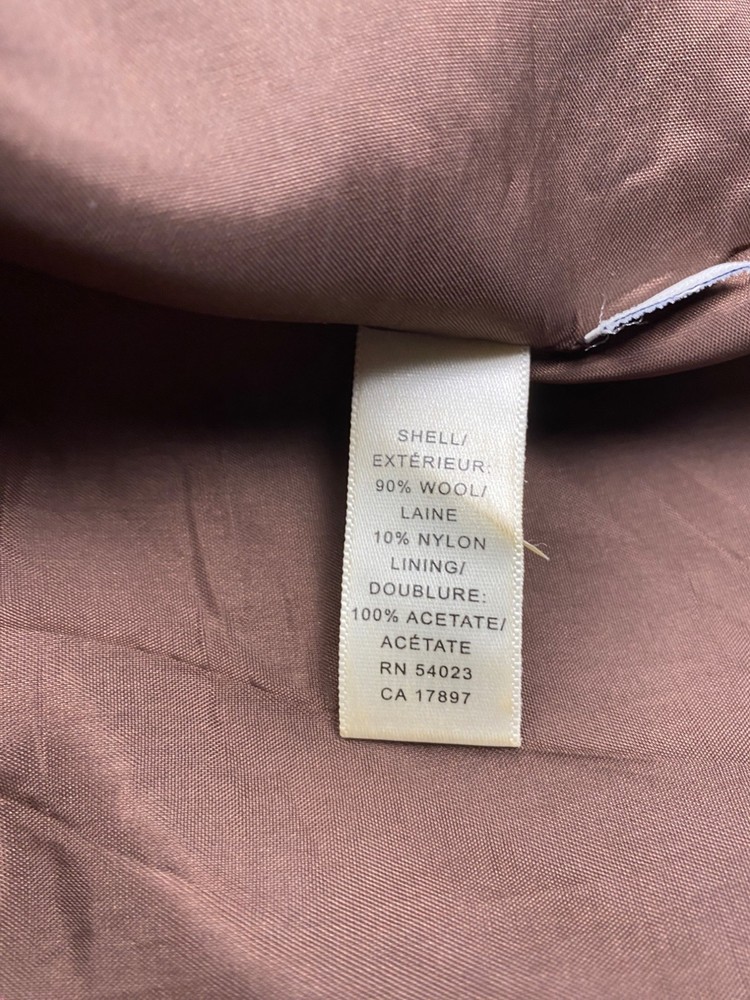 SHELL/
EXTÉRIEUR:
90% WOOL/
LAINE
10% NYLON
LINING/
DOUBLURE:
100% ACETATE/
ACÉTATE
RN 54023
CA 17897